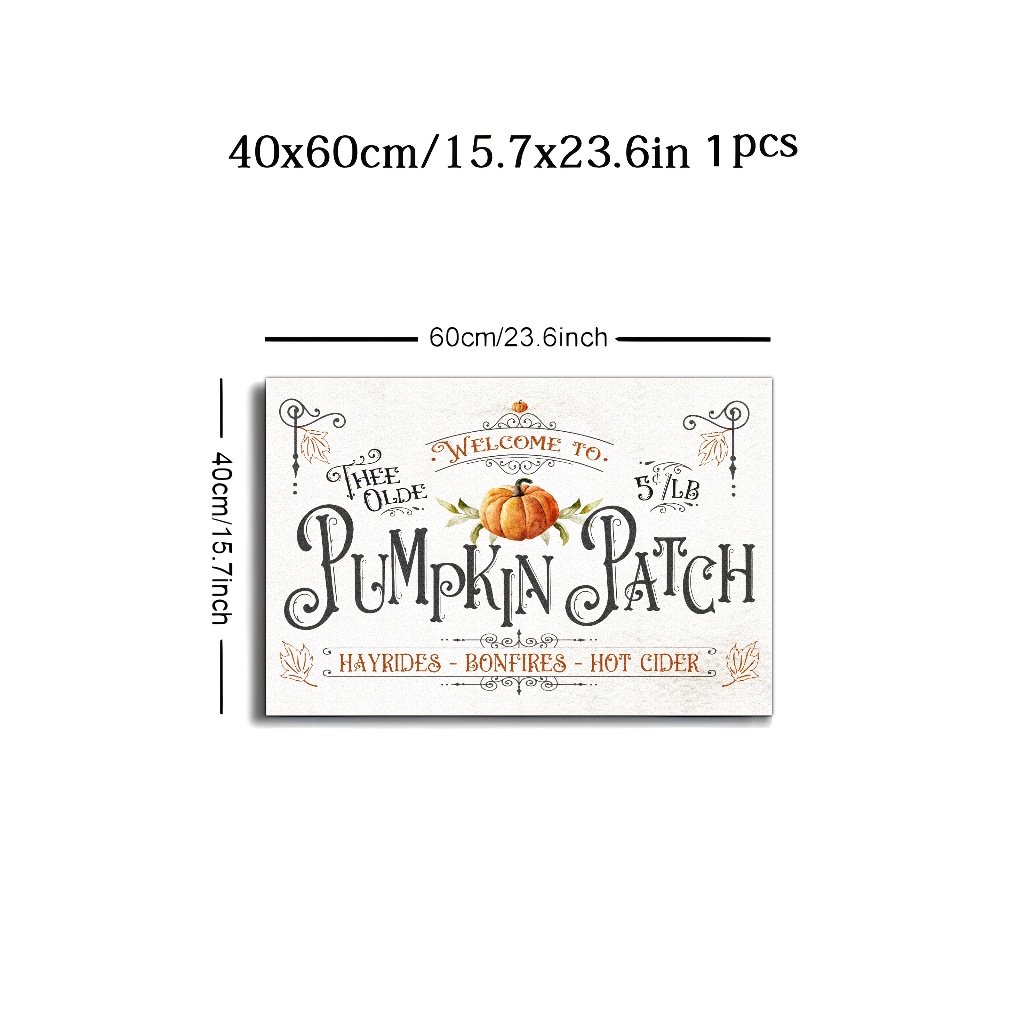 40x60cm/15.7x23.6in 1pcs
60cm/23.6inch
40cm/15.7inch
WELCOME TO
THEE
OLDE
5¢/LB
PUMPKIN PATCH
HAYRIDES - BONFIRES - HOT CIDER